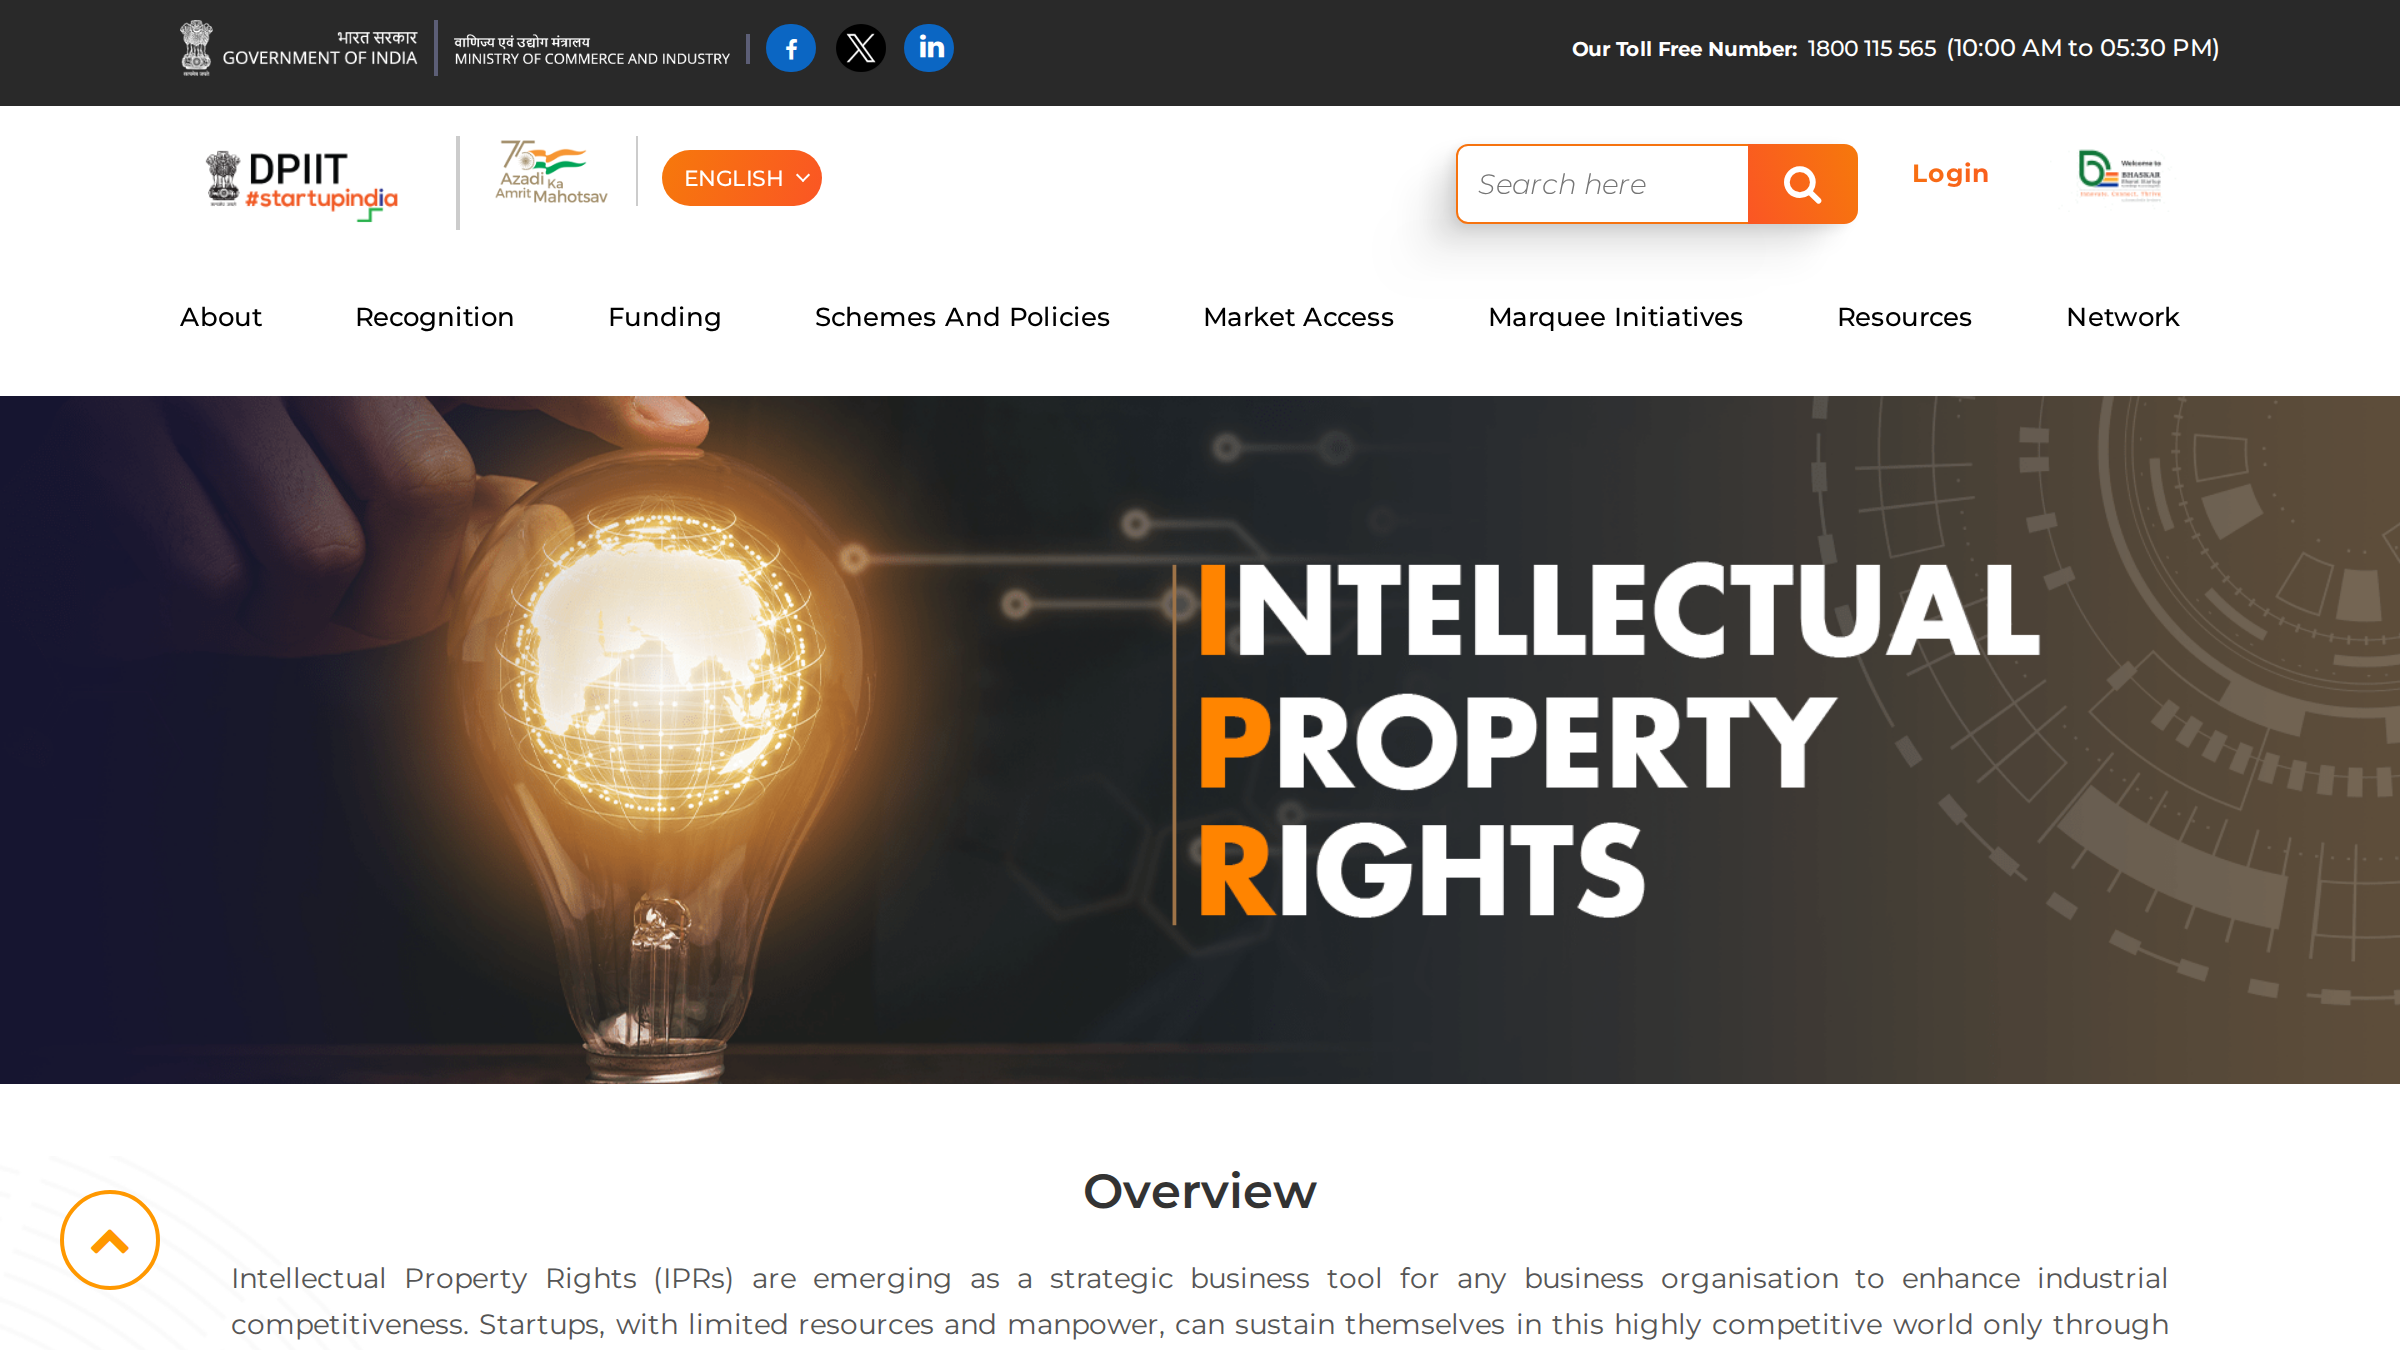 भारत सरकार
GOVERNMENT OF INDIA
वाणिज्य एवं उद्योग मंत्रालय
MINISTRY OF COMMERCE AND INDUSTRY
Our Toll Free Number: 1800 115 565 (10:00 AM to 05:30 PM)
DPIIT
#startupindia
75
Azadi Ka
Amrit Mahotsav
ENGLISH
Search here
Login
Welcome to
BHASKAR
About Recognition Funding Schemes And Policies Market Access Marquee Initiatives Resources Network
INTELLECTUAL
PROPERTY
RIGHTS
Overview
Intellectual Property Rights (IPRs) are emerging as a strategic business tool for any business organisation to enhance industrial
competitiveness. Startups, with limited resources and manpower, can sustain themselves in this highly competitive world only through